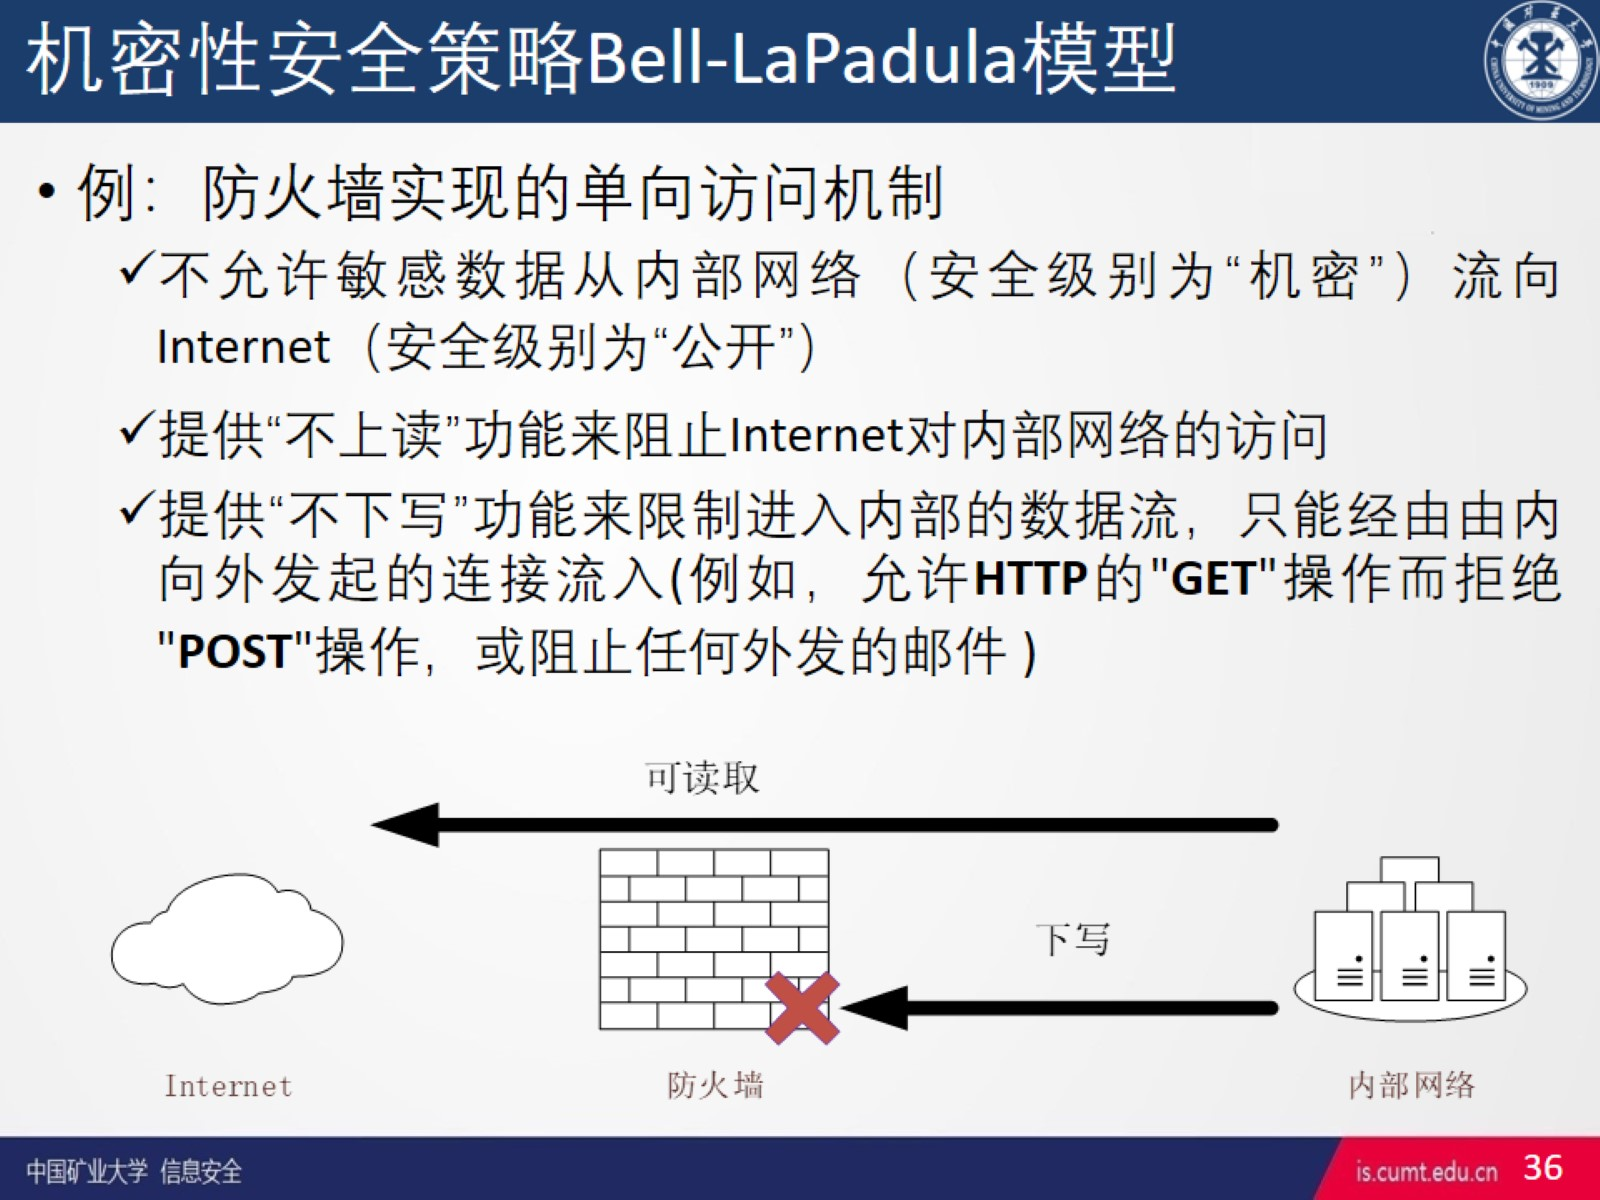 机密性安全策略Bell-LaPadula模型
• 例：防火墙实现的单向访问机制
✓不允许敏感数据从内部网络（安全级别为“机密”）流向
Internet（安全级别为“公开”）
✓提供“不上读”功能来阻止Internet对内部网络的访问
✓提供“不下写”功能来限制进入内部的数据流，只能经由由内
向外发起的连接流入(例如，允许HTTP的"GET"操作而拒绝
"POST"操作，或阻止任何外发的邮件)
可读取
下写
Internet
防火墙
内部网络
中国矿业大学 信息安全
is.cumt.edu.cn 36
1909
CHINA UNIVERSITY OF MINING AND TECHNOLOGY